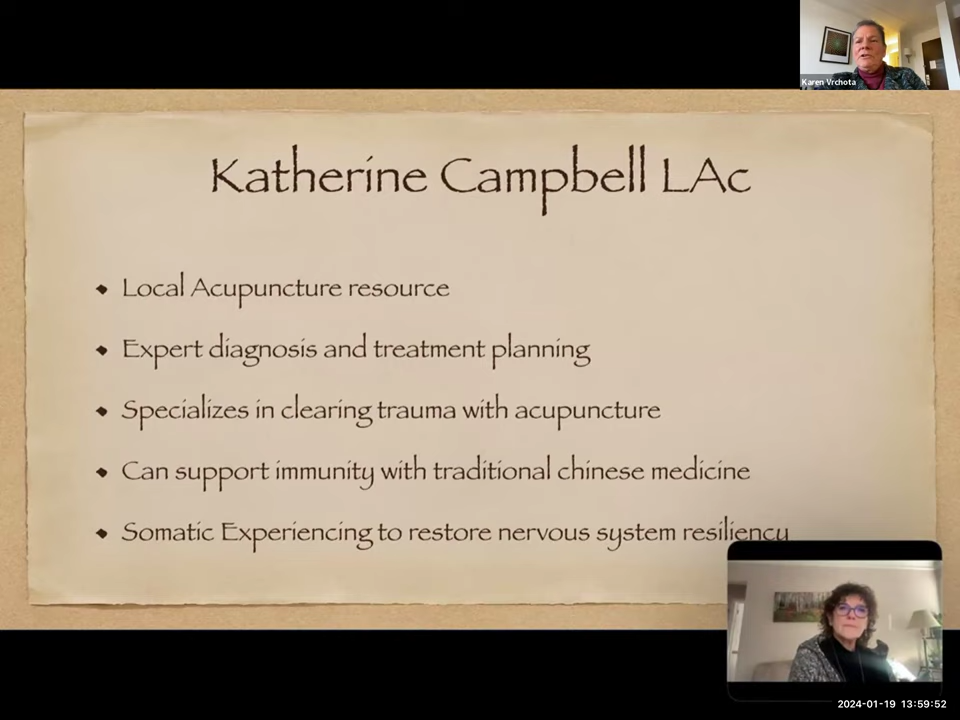 Karen Vrchota
Katherine Campbell LAc
Local Acupuncture resource
Expert diagnosis and treatment planning
Specializes in clearing trauma with acupuncture
Can support immunity with traditional chinese medicine
Somatic Experiencing to restore nervous system resiliency
2024-01-19 13:59:52